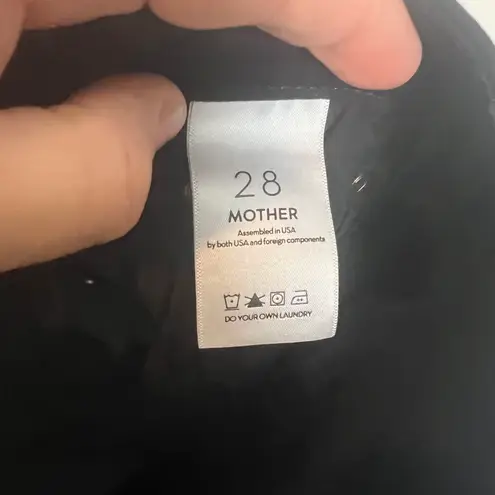 28
MOTHER
Assembled in USA
by both USA and foreign components
DO YOUR OWN LAUNDRY